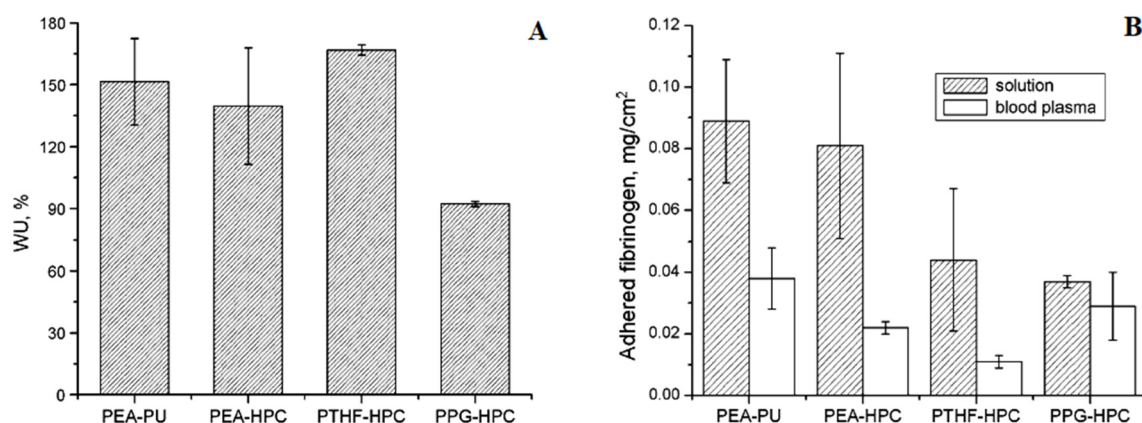 A
180
150
120
90
60
30
0
WU, %
PEA-PU PEA-HPC PTHF-HPC PPG-HPC
B
0.12
0.10
0.08
0.06
0.04
0.02
0.00
Adhered fibrinogen, mg/cm²
solution
blood plasma
PEA-PU PEA-HPC PTHF-HPC PPG-HPC